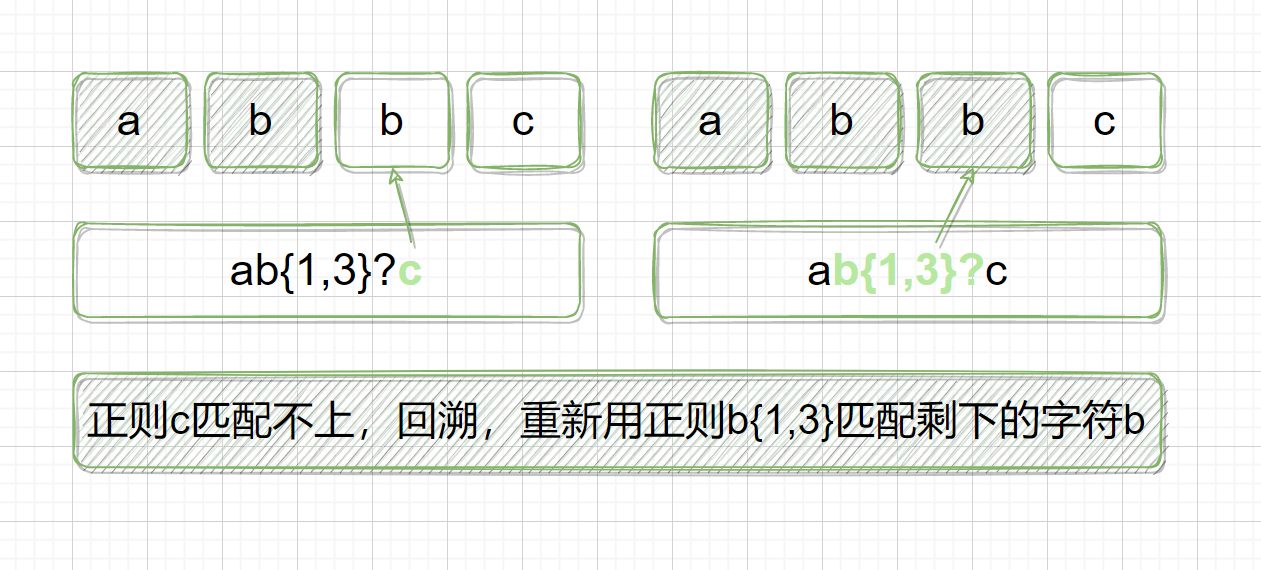 a b b c a b b c
ab{1,3}?c ab{1,3}?c
正则c匹配不上，回溯，重新用正则b{1,3}匹配剩下的字符b